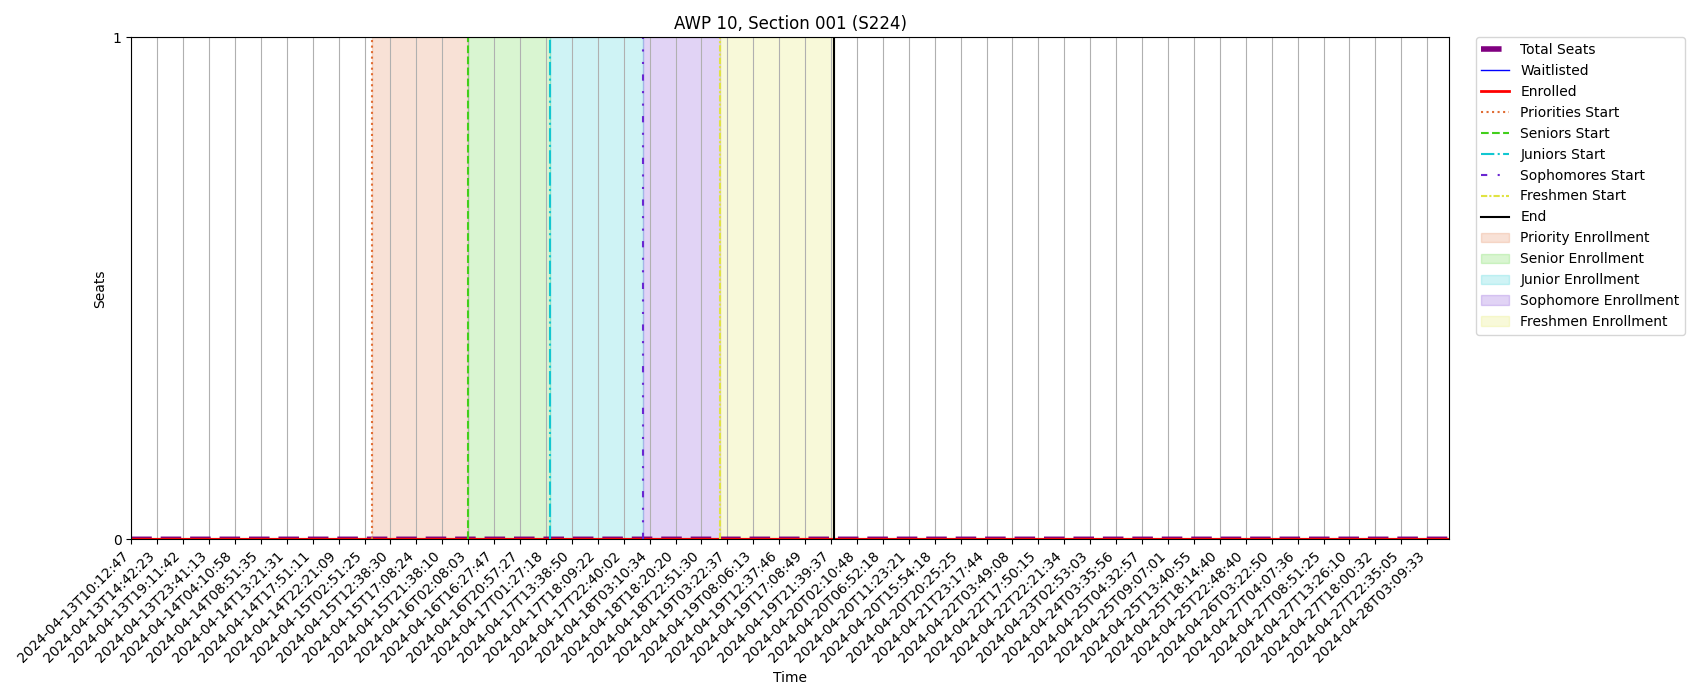 AWP 10, Section 001 (S224)
1
0
Seats
2024-04-13T10:12:47
2024-04-13T14:42:23
2024-04-13T19:11:42
2024-04-13T23:41:13
2024-04-14T04:10:58
2024-04-14T08:51:35
2024-04-14T13:21:31
2024-04-14T17:51:11
2024-04-14T22:21:09
2024-04-15T02:51:25
2024-04-15T12:38:30
2024-04-15T17:08:24
2024-04-15T21:38:10
2024-04-16T02:08:03
2024-04-16T16:27:47
2024-04-16T20:57:27
2024-04-17T01:27:18
2024-04-17T13:38:50
2024-04-17T18:09:22
2024-04-17T22:40:02
2024-04-18T03:10:34
2024-04-18T18:20:20
2024-04-18T22:51:30
2024-04-19T03:22:37
2024-04-19T08:06:13
2024-04-19T12:37:46
2024-04-19T17:08:49
2024-04-19T21:39:37
2024-04-20T02:10:48
2024-04-20T06:52:18
2024-04-20T11:23:21
2024-04-20T15:54:18
2024-04-20T20:25:25
2024-04-21T23:17:44
2024-04-22T03:49:08
2024-04-22T17:50:15
2024-04-22T22:21:34
2024-04-23T02:53:03
2024-04-24T03:35:56
2024-04-25T04:32:57
2024-04-25T09:07:01
2024-04-25T13:40:55
2024-04-25T18:14:40
2024-04-25T22:48:40
2024-04-26T03:22:50
2024-04-27T04:07:36
2024-04-27T08:51:25
2024-04-27T13:26:10
2024-04-27T18:00:32
2024-04-27T22:35:05
2024-04-28T03:09:33
Time
Total Seats
Waitlisted
Enrolled
Priorities Start
Seniors Start
Juniors Start
Sophomores Start
Freshmen Start
End
Priority Enrollment
Senior Enrollment
Junior Enrollment
Sophomore Enrollment
Freshmen Enrollment